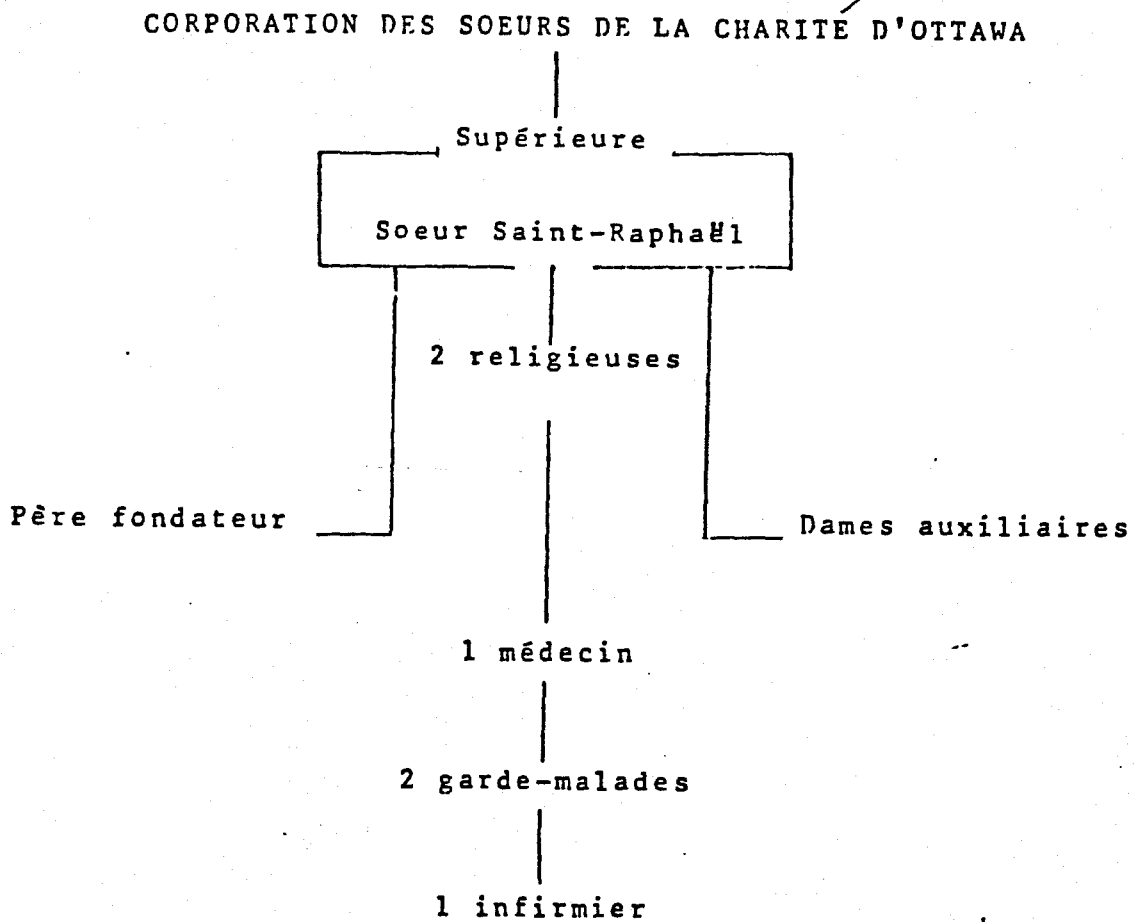 CORPORATION DES SOEURS DE LA CHARITÉ D'OTTAWA
Supérieure
Soeur Saint-Raphaël
2 religieuses
Père fondateur
Dames auxiliaires
1 médecin
2 garde-malades
1 infirmier